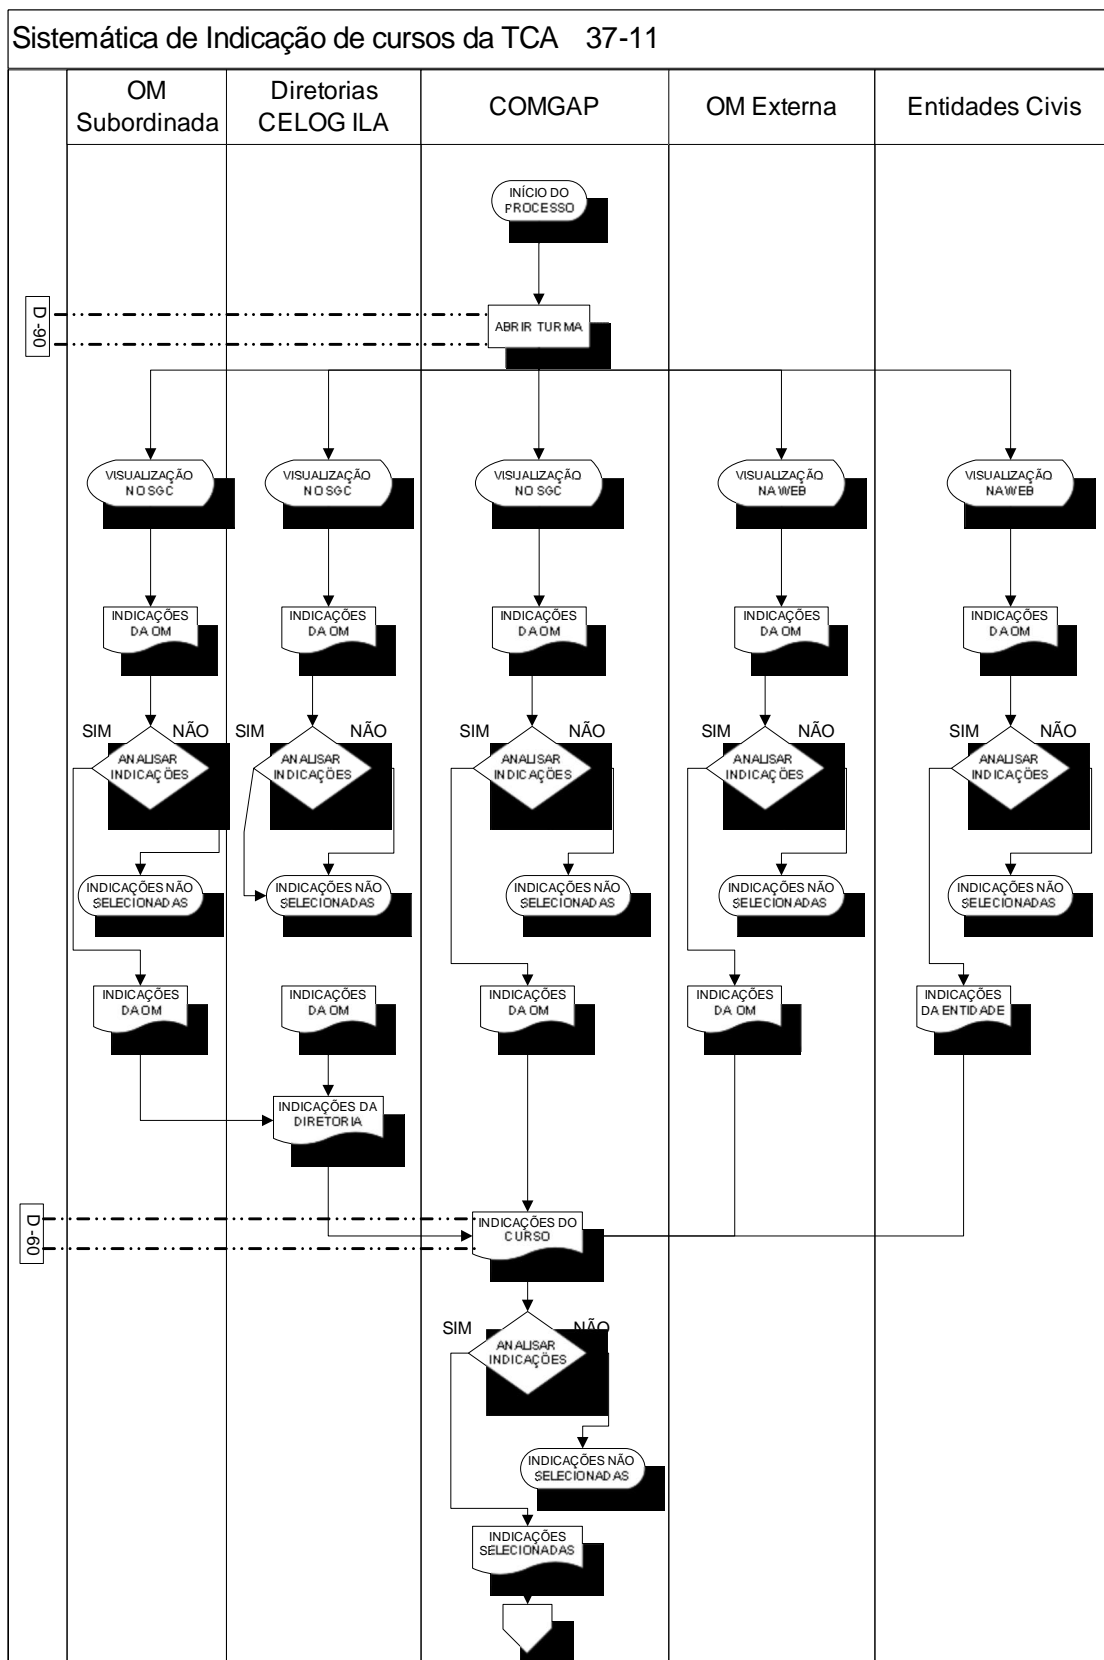 Sistemática de Indicação de cursos da TCA 37-11
OM
Subordinada
Diretorias
CELOG ILA
COMGAP
OM Externa
Entidades Civis
INÍCIO DO
PROCESSO
D -90
ABRIR TURMA
VISUALIZAÇÃO
NO SGC
VISUALIZAÇÃO
NO SGC
VISUALIZAÇÃO
NO SGC
VISUALIZAÇÃO
NA WEB
VISUALIZAÇÃO
NA WEB
INDICAÇÕES
DA OM
INDICAÇÕES
DA OM
INDICAÇÕES
DA OM
INDICAÇÕES
DA OM
INDICAÇÕES
DA OM
SIM
NÃO
ANALISAR
INDICAÇÕES
SIM
NÃO
ANALISAR
INDICAÇÕES
SIM
NÃO
ANALISAR
INDICAÇÕES
SIM
NÃO
ANALISAR
INDICAÇÕES
SIM
NÃO
ANALISAR
INDICAÇÕES
INDICAÇÕES NÃO
SELECIONADAS
INDICAÇÕES NÃO
SELECIONADAS
INDICAÇÕES NÃO
SELECIONADAS
INDICAÇÕES NÃO
SELECIONADAS
INDICAÇÕES NÃO
SELECIONADAS
INDICAÇÕES
DA OM
INDICAÇÕES
DA OM
INDICAÇÕES
DA OM
INDICAÇÕES
DA OM
INDICAÇÕES
DA ENTIDADE
INDICAÇÕES DA
DIRETORIA
D -60
INDICAÇÕES DO
CURSO
SIM
NÃO
ANALISAR
INDICAÇÕES
INDICAÇÕES NÃO
SELECIONADAS
INDICAÇÕES
SELECIONADAS